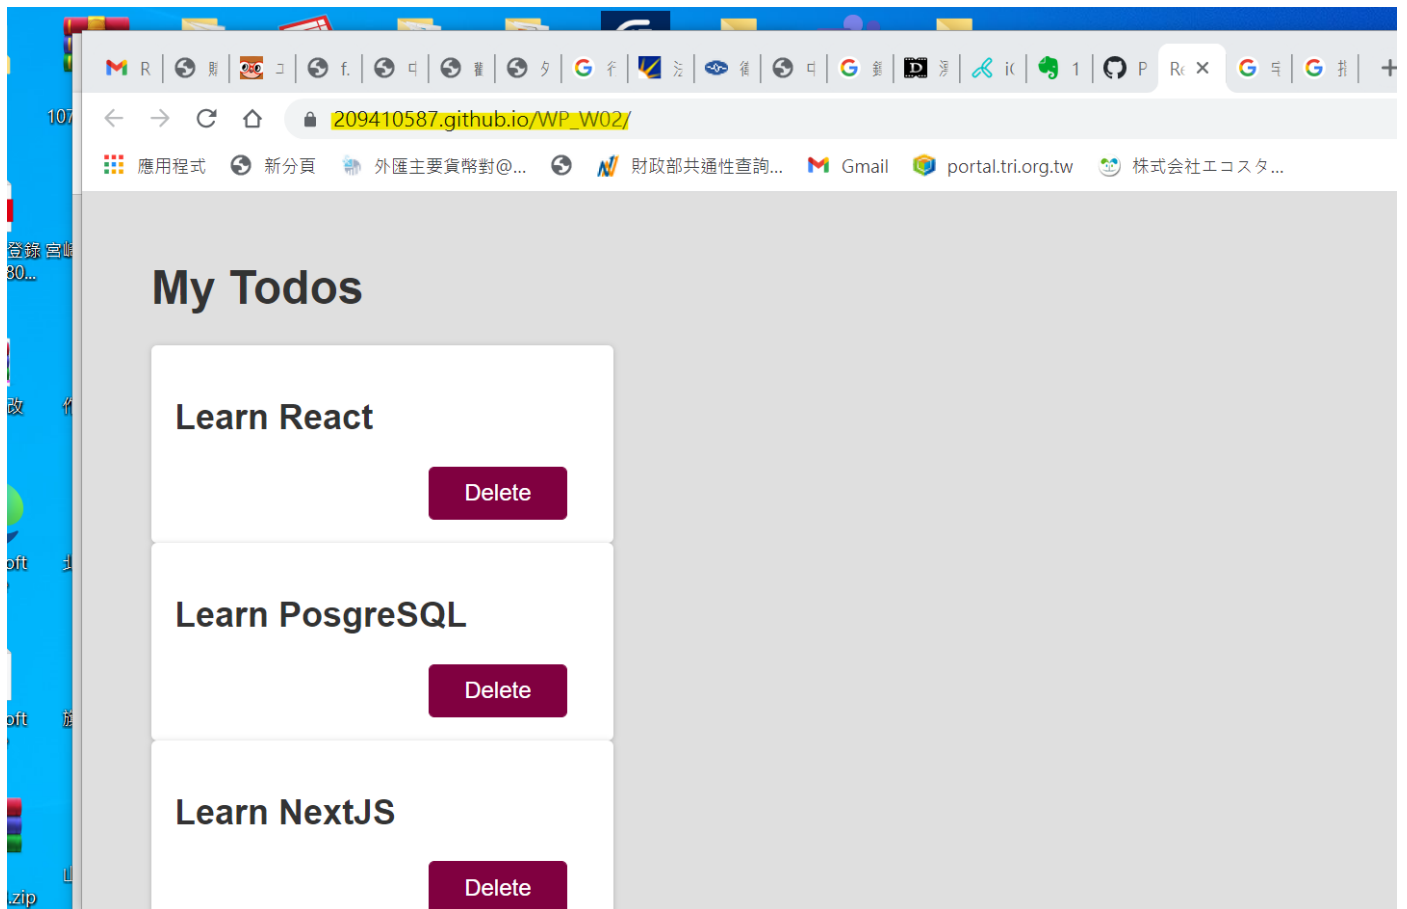 R
f.
1
P
Re
209410587.github.io/WP_W02/
應用程式 新分頁 外匯主要貨幣對@... 財政部共通性查詢... Gmail portal.tri.org.tw 株式会社エコスタ...
107
登錄 宮崎
80...
改
oft
oft
.zip
My Todos
Learn React
Delete
Learn PosgreSQL
Delete
Learn NextJS
Delete